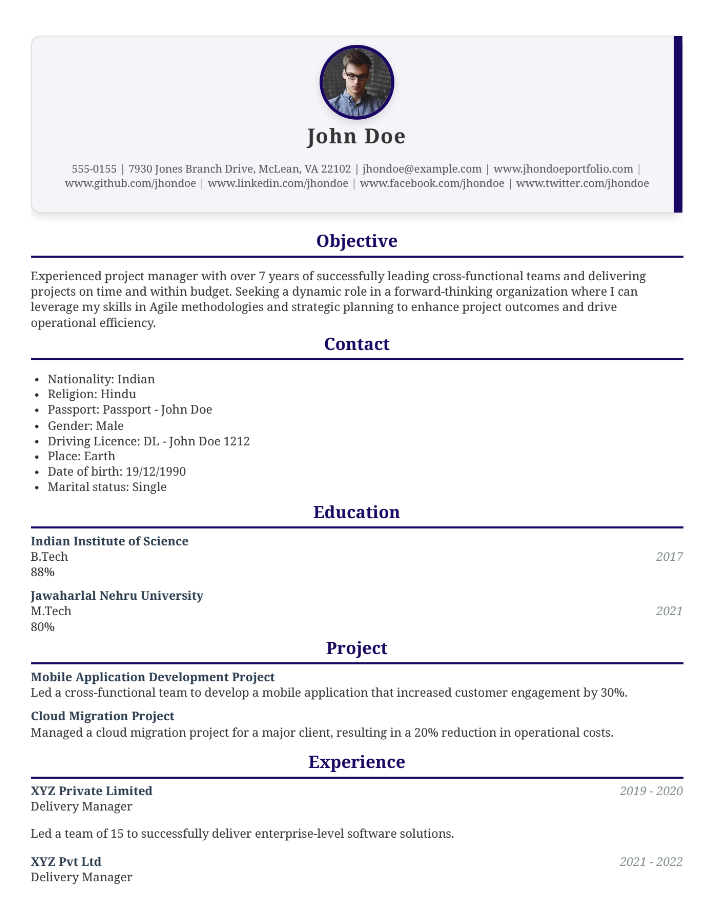 John Doe
555-0155 | 7930 Jones Branch Drive, McLean, VA 22102 | jhondoe@example.com | www.jhondoeportfolio.com |
www.github.com/jhondoe | www.linkedin.com/jhondoe | www.facebook.com/jhondoe | www.twitter.com/jhondoe
Objective
Experienced project manager with over 7 years of successfully leading cross-functional teams and delivering
projects on time and within budget. Seeking a dynamic role in a forward-thinking organization where I can
leverage my skills in Agile methodologies and strategic planning to enhance project outcomes and drive
operational efficiency.
Contact
• Nationality: Indian
• Religion: Hindu
• Passport: Passport - John Doe
• Gender: Male
• Driving Licence: DL - John Doe 1212
• Place: Earth
• Date of birth: 19/12/1990
• Marital status: Single
Education
Indian Institute of Science
B.Tech 2017
88%
Jawaharlal Nehru University
M.Tech 2021
80%
Project
Mobile Application Development Project
Led a cross-functional team to develop a mobile application that increased customer engagement by 30%.
Cloud Migration Project
Managed a cloud migration project for a major client, resulting in a 20% reduction in operational costs.
Experience
XYZ Private Limited 2019 - 2020
Delivery Manager
Led a team of 15 to successfully deliver enterprise-level software solutions.
XYZ Pvt Ltd 2021 - 2022
Delivery Manager